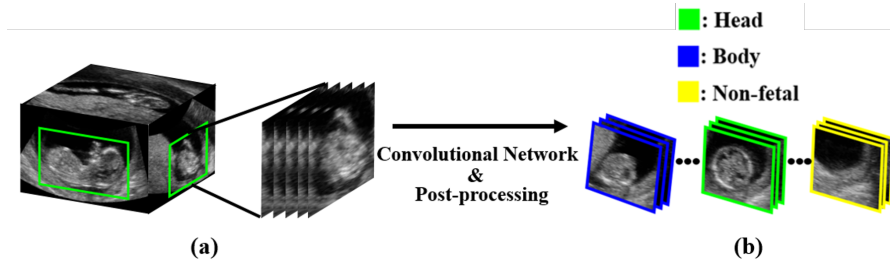 : Head
: Body
: Non-fetal
Convolutional Network
&
Post-processing
(a)
(b)